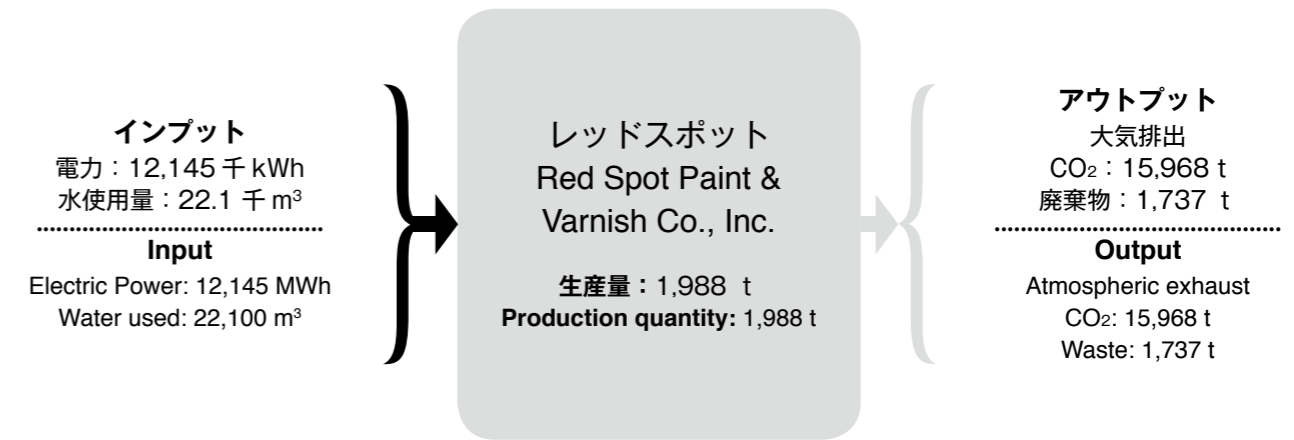 インプット
電力：12,145 千 kWh
水使用量：22.1 千 m³
Input
Electric Power: 12,145 MWh
Water used: 22,100 m³
レッドスポット
Red Spot Paint &
Varnish Co., Inc.
生産量：1,988 t
Production quantity: 1,988 t
アウトプット
大気排出
CO₂：15,968 t
廃棄物：1,737 t
Output
Atmospheric exhaust
CO₂: 15,968 t
Waste: 1,737 t